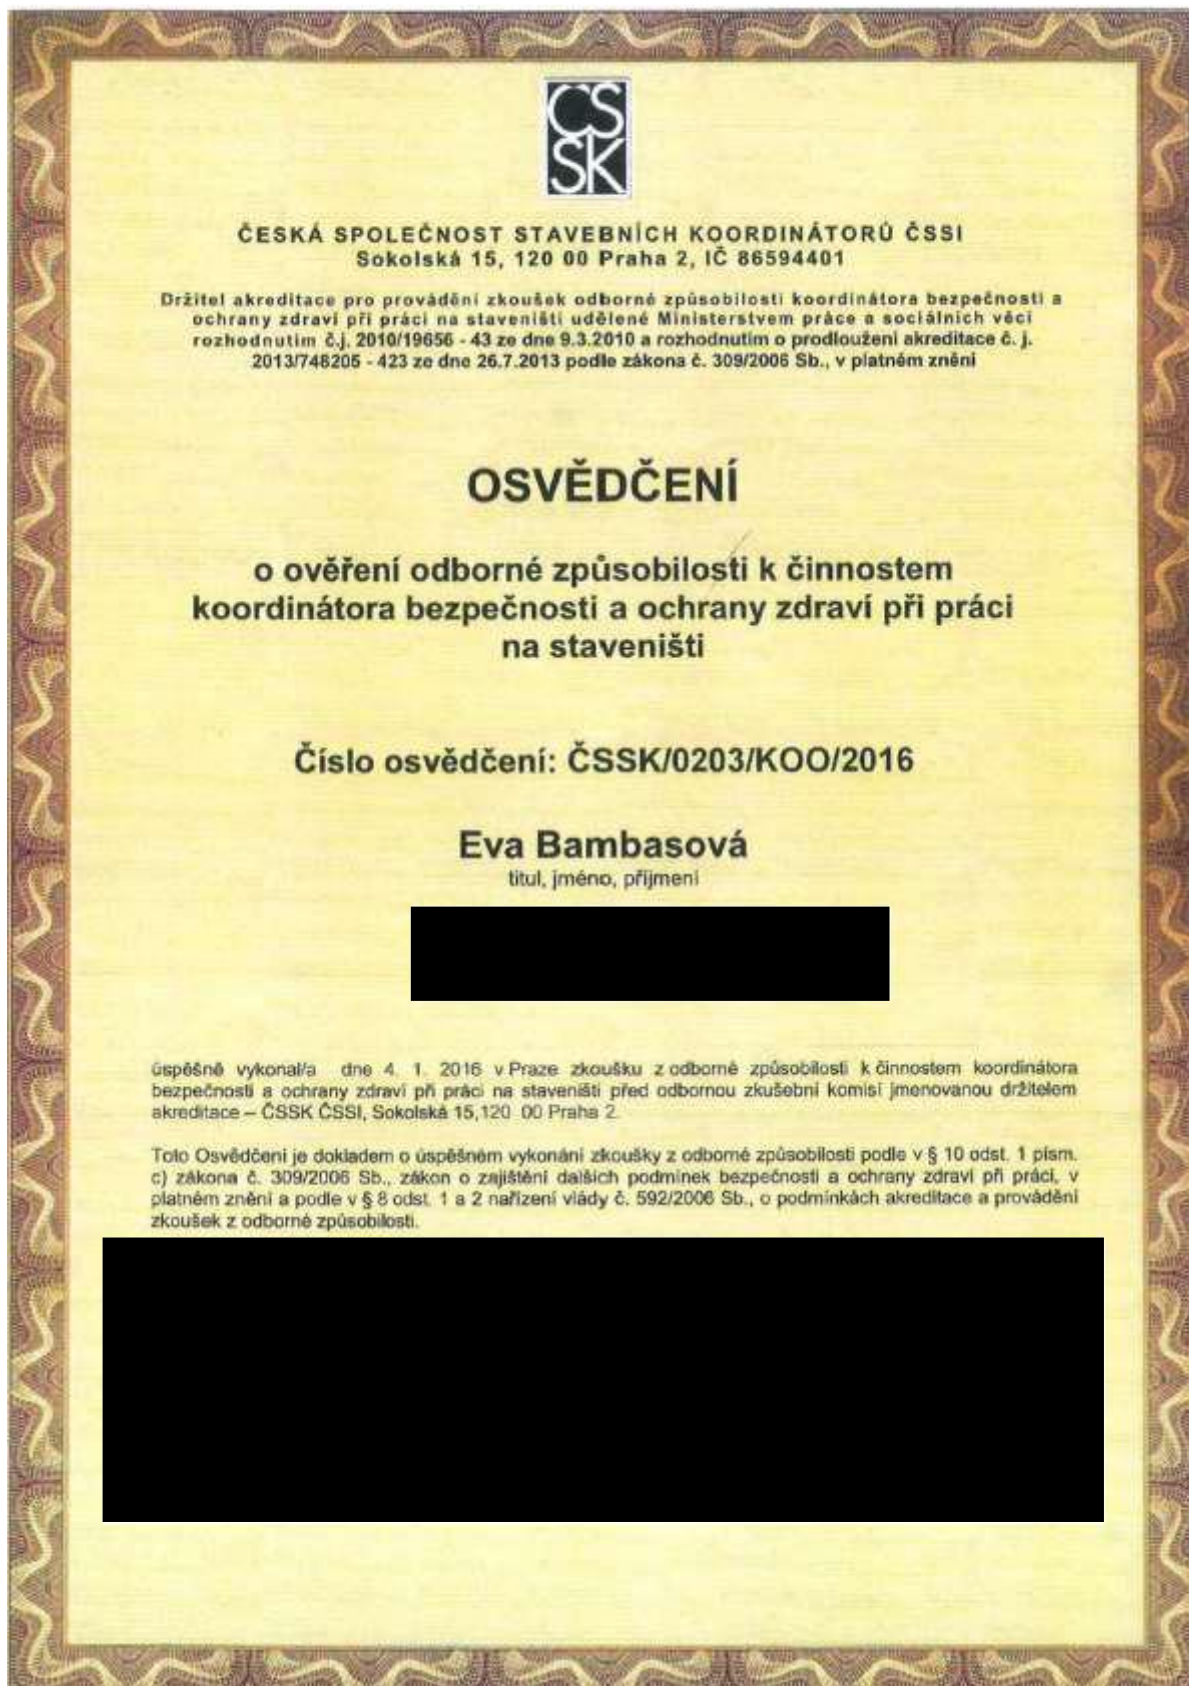 ČS
SK
ČESKÁ SPOLEČNOST STAVEBNÍCH KOORDINÁTORŮ ČSSI
Sokolská 15, 120 00 Praha 2, IČ 86594401
Držitel akreditace pro provádění zkoušek odborné způsobilosti koordinátora bezpečnosti a
ochrany zdraví při práci na staveništi udělené Ministerstvem práce a sociálních věcí
rozhodnutím č.j. 2010/19656 - 43 ze dne 9.3.2010 a rozhodnutím o prodloužení akreditace č. j.
2013/748205 - 423 ze dne 26.7.2013 podle zákona č. 309/2006 Sb., v platném znění
OSVĚDČENÍ
o ověření odborné způsobilosti k činnostem
koordinátora bezpečnosti a ochrany zdraví při práci
na staveništi
Číslo osvědčení: ČSSK/0203/KOO/2016
Eva Bambasová
titul, jméno, příjmení
úspěšně vykonal/a dne 4. 1. 2016 v Praze zkoušku z odborné způsobilosti k činnostem koordinátora
bezpečnosti a ochrany zdraví při práci na staveništi před odbornou zkušební komisí jmenovanou držitelem
akreditace – ČSSK ČSSI, Sokolská 15,120 00 Praha 2.
Toto Osvědčení je dokladem o úspěšném vykonání zkoušky z odborné způsobilosti podle v § 10 odst. 1 písm.
c) zákona č. 309/2006 Sb., zákon o zajištění dalších podmínek bezpečnosti a ochrany zdraví při práci, v
platném znění a podle v § 8 odst. 1 a 2 nařízení vlády č. 592/2006 Sb., o podmínkách akreditace a provádění
zkoušek z odborné způsobilosti.